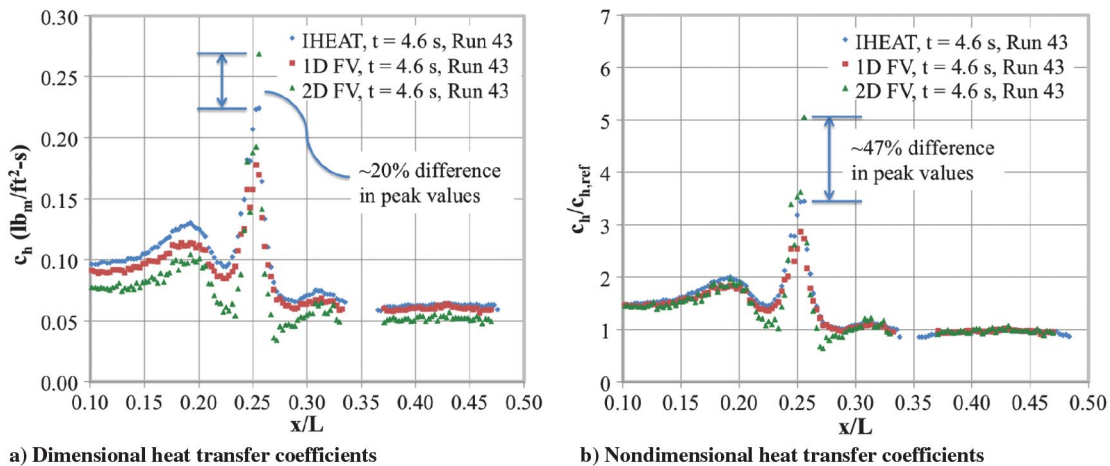 0.30
0.25
0.20
0.15
0.10
0.05
0.00
c_h (lb_m/ft²-s)
IHEAT, t = 4.6 s, Run 43
1D FV, t = 4.6 s, Run 43
2D FV, t = 4.6 s, Run 43
~20% difference
in peak values
0.10 0.15 0.20 0.25 0.30 0.35 0.40 0.45 0.50
x/L
a) Dimensional heat transfer coefficients
7
6
5
4
3
2
1
0
c_h/c_h,ref
IHEAT, t = 4.6 s, Run 43
1D FV, t = 4.6 s, Run 43
2D FV, t = 4.6 s, Run 43
~47% difference
in peak values
0.10 0.15 0.20 0.25 0.30 0.35 0.40 0.45 0.50
x/L
b) Nondimensional heat transfer coefficients